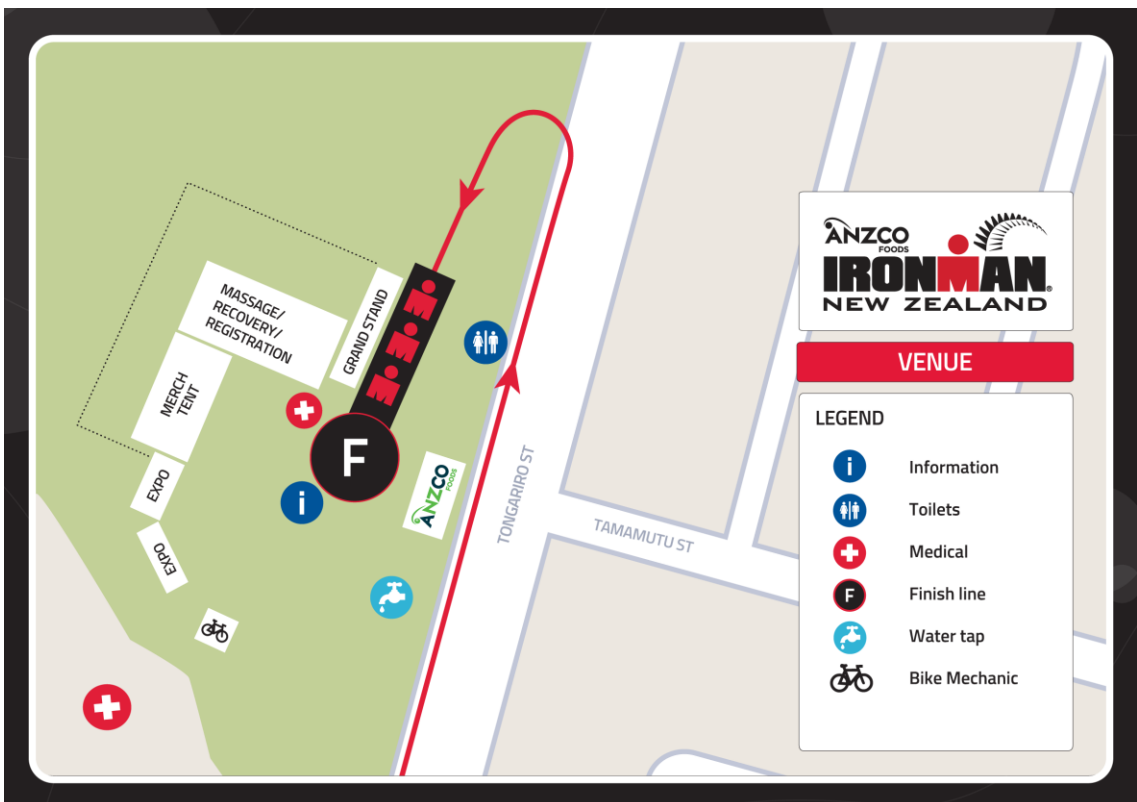 MASSAGE/
RECOVERY/
REGISTRATION
GRAND STAND
MERCH
TENT
EXPO
EXPO
F
i
ANZCO
FOODS
TONGARIRO ST
TAMAMUTU ST
ANZCO
FOODS
IRONMAN®
NEW ZEALAND
VENUE
LEGEND
i Information
Toilets
Medical
F Finish line
Water tap
Bike Mechanic